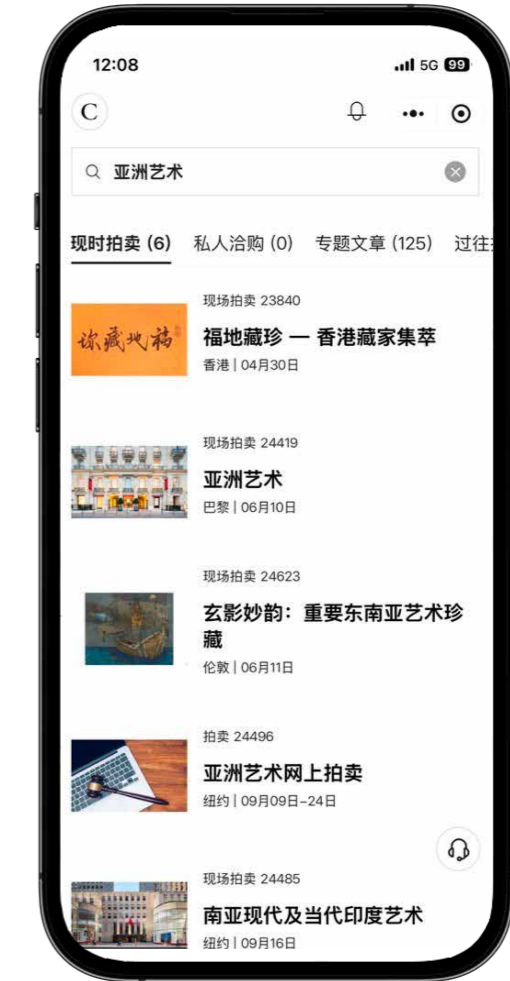 12:08
5G 99
C
亚洲艺术
现时拍卖 (6) 私人洽购 (0) 专题文章 (125) 过往
现场拍卖 23840
珍藏地福
福地藏珍 — 香港藏家集萃
香港 | 04月30日
现场拍卖 24419
亚洲艺术
巴黎 | 06月10日
现场拍卖 24623
玄影妙韵：重要东南亚艺术珍
藏
伦敦 | 06月11日
拍卖 24496
亚洲艺术网上拍卖
纽约 | 09月09日–24日
现场拍卖 24485
南亚现代及当代印度艺术
纽约 | 09月16日